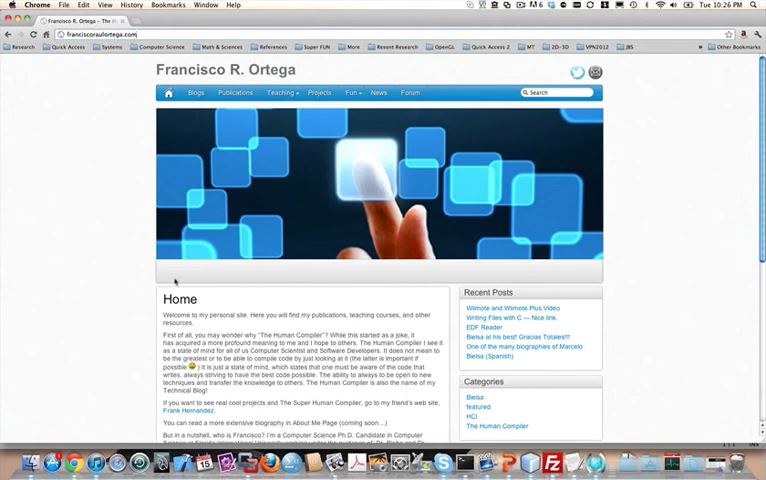 Chrome File Edit View History Bookmarks Window Help
6
Tue 10:26 PM
Francisco R. Ortega – The H
franciscoraulortega.com
Research Quick Access Systems Computer Science Math & Sciences References Super FUN More Recent Research OpenGL Quick Access 2 MT 2D-3D VPN2012 JBS » Other Bookmarks
Francisco R. Ortega
Blogs Publications Teaching Projects Fun News Forum Search
Home
Welcome to my personal site. Here you will find my publications, teaching courses, and other
resources.
First of all, you may wonder why "The Human Compiler"? While this started as a joke, it
has acquired a more profound meaning to me and I hope to others. The Human Compiler I see it
as a state of mind for all of us Computer Scientist and Software Developers. It does not mean to
be the greatest or to be able to compile code by just looking at it (the latter is important if
possible ) It is just a state of mind, which states that one must be aware of the code that
writes, always striving to have the best code possible. The ability to always to be open to new
techniques and transfer the knowledge to others. The Human Compiler is also the name of my
Technical Blog!
If you want to see real cool projects and The Super Human Compiler, go to my friend's web site,
Frank Hernandez.
You can read a more extensive biography in About Me Page (coming soon…)
But in a nutshell, who is Francisco? I'm a Computer Science Ph.D. Candidate in Computer
Recent Posts
Wiimote and Wiimote Plus Video
Writing Files with C — Nice link.
EDF Reader
Bielsa at his best! Gracias Totales!!!
One of the many biographies of Marcelo
Bielsa (Spanish)
Categories
Bielsa
featured
HCI
The Human Compiler
15